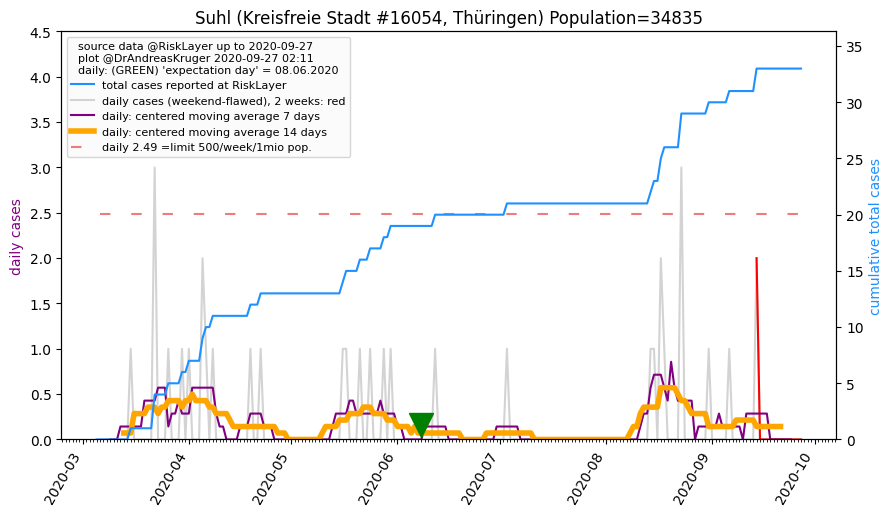 Suhl (Kreisfreie Stadt #16054, Thüringen) Population=34835
source data @RiskLayer up to 2020-09-27
plot @DrAndreasKruger 2020-09-27 02:11
daily: (GREEN) 'expectation day' = 08.06.2020
total cases reported at RiskLayer
daily cases (weekend-flawed), 2 weeks: red
daily: centered moving average 7 days
daily: centered moving average 14 days
daily 2.49 =limit 500/week/1mio pop.
daily cases
4.5
4.0
3.5
3.0
2.5
2.0
1.5
1.0
0.5
0.0
35
30
25
20
15
10
5
0
cumulative total cases
2020-03
2020-04
2020-05
2020-06
2020-07
2020-08
2020-09
2020-10